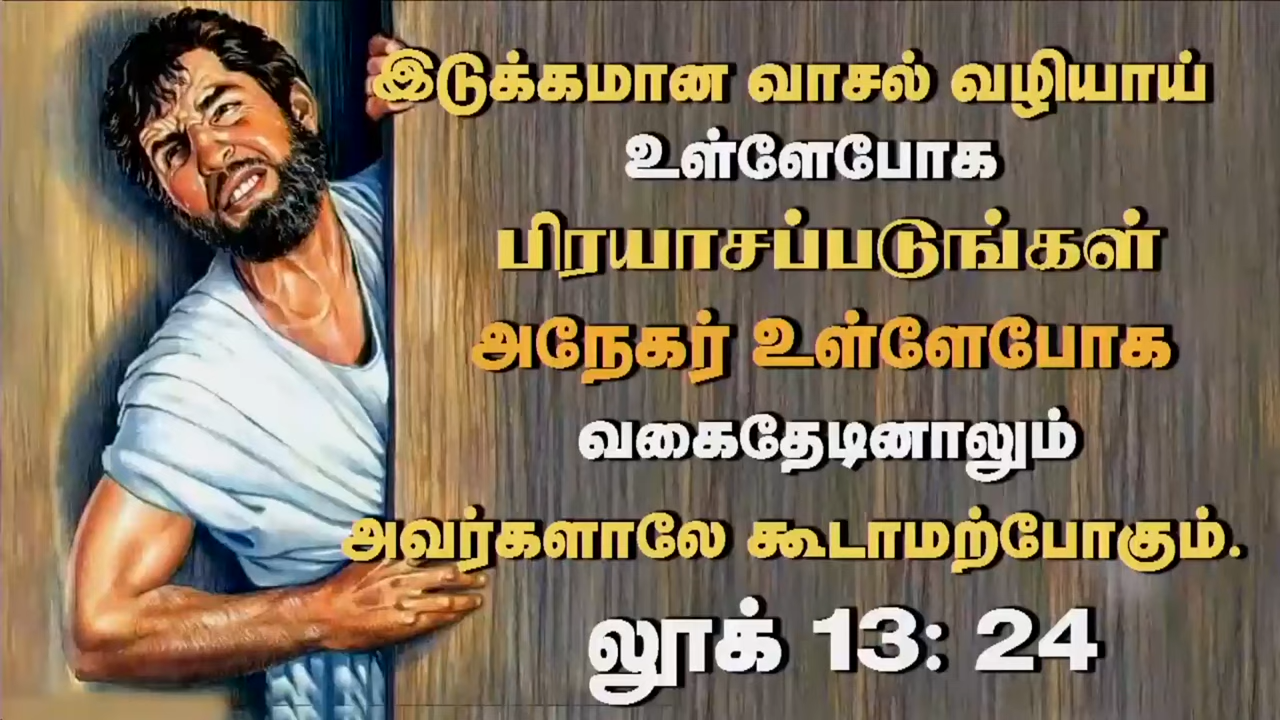 இடுக்கமான வாசல் வழியாய்
உள்ளேபோக
பிரயாசப்படுங்கள்
அநேகர் உள்ளேபோக
வகைதேடினாலும்
அவர்களாலே கூடாமற்போகும்.
லூக் 13: 24